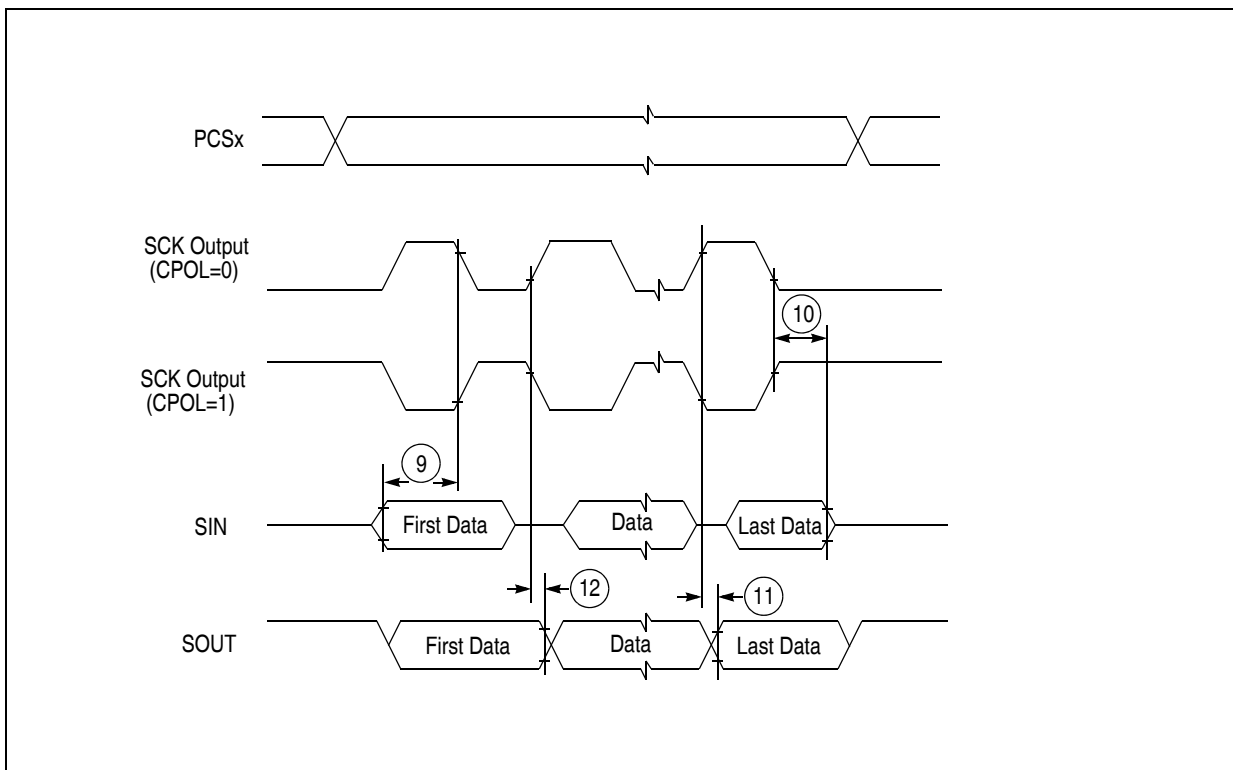 PCSx
SCK Output
(CPOL=0)
10
SCK Output
(CPOL=1)
9
SIN
First Data
Data
Last Data
12
11
SOUT
First Data
Data
Last Data